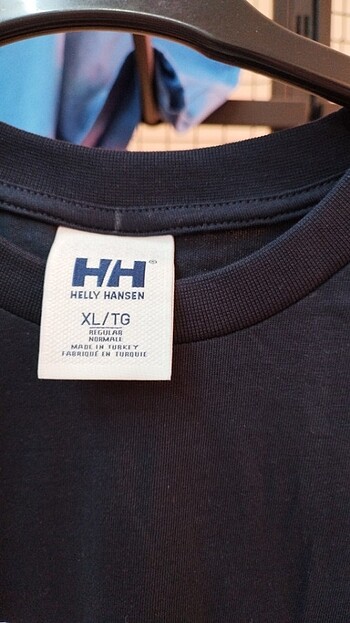 HH®
HELLY HANSEN
XL/TG
REGULAR
NORMALE
MADE IN TURKEY
FABRIQUÉ EN TURQUIE